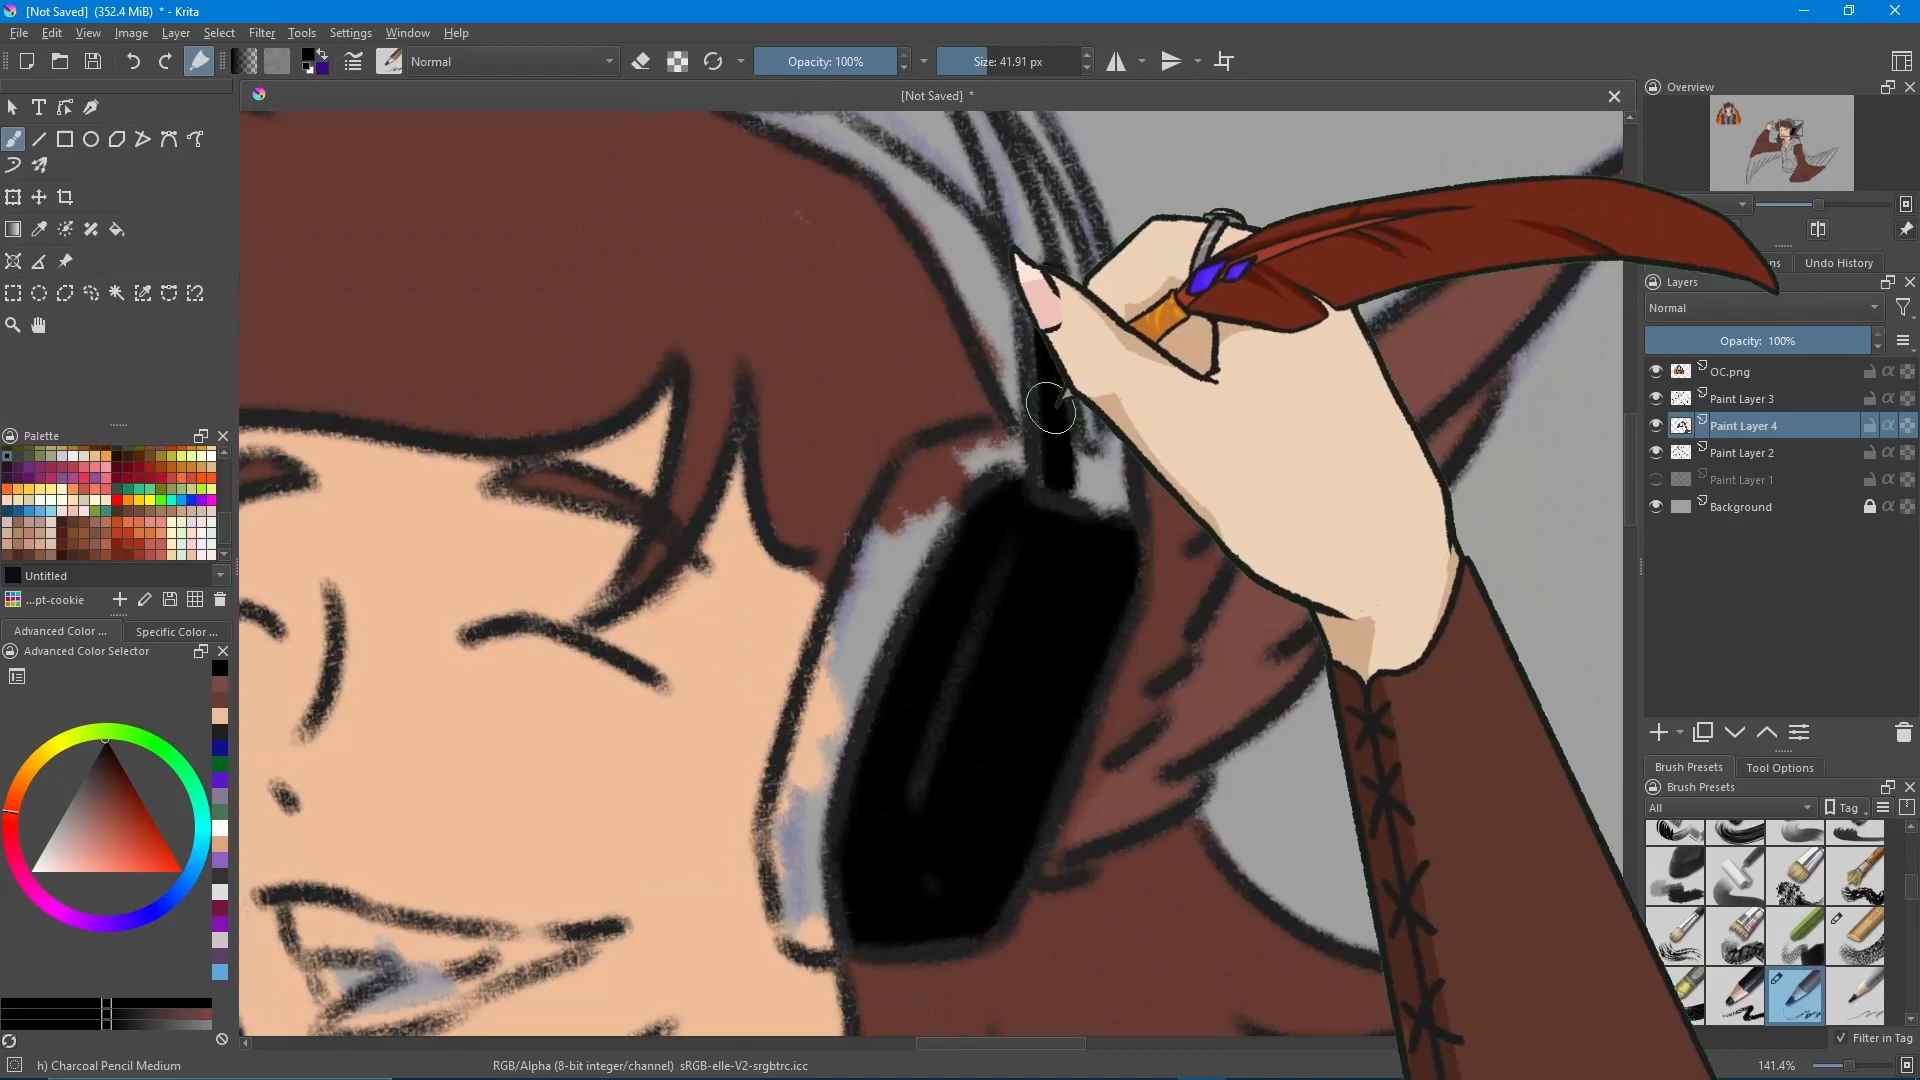 [Not Saved]  (352.4 MiB)  * - Krita
File Edit View Image Layer Select Filter Tools Settings Window Help
Normal
Opacity: 100%
Size: 41.91 px
[Not Saved]  *
Overview
Undo History
Layers
Normal
Opacity:  100%
OC.png
Paint Layer 3
Paint Layer 4
Paint Layer 2
Paint Layer 1
Background
Palette
Untitled
...pt-cookie
Advanced Color ...
Specific Color ...
Advanced Color Selector
Brush Presets
Tool Options
Brush Presets
All
Tag
Filter in Tag
h) Charcoal Pencil Medium
RGB/Alpha (8-bit integer/channel)  sRGB-elle-V2-srgbtrc.icc
141.4%